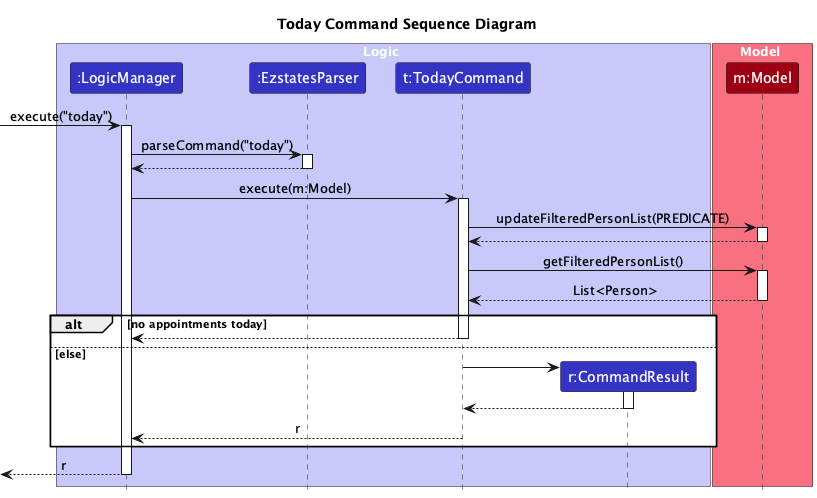 Today Command Sequence Diagram
Logic
Model
:LogicManager
:EzstatesParser
t:TodayCommand
m:Model
execute("today")
parseCommand("today")
execute(m:Model)
updateFilteredPersonList(PREDICATE)
getFilteredPersonList()
List<Person>
alt
[no appointments today]
[else]
r:CommandResult
r
r